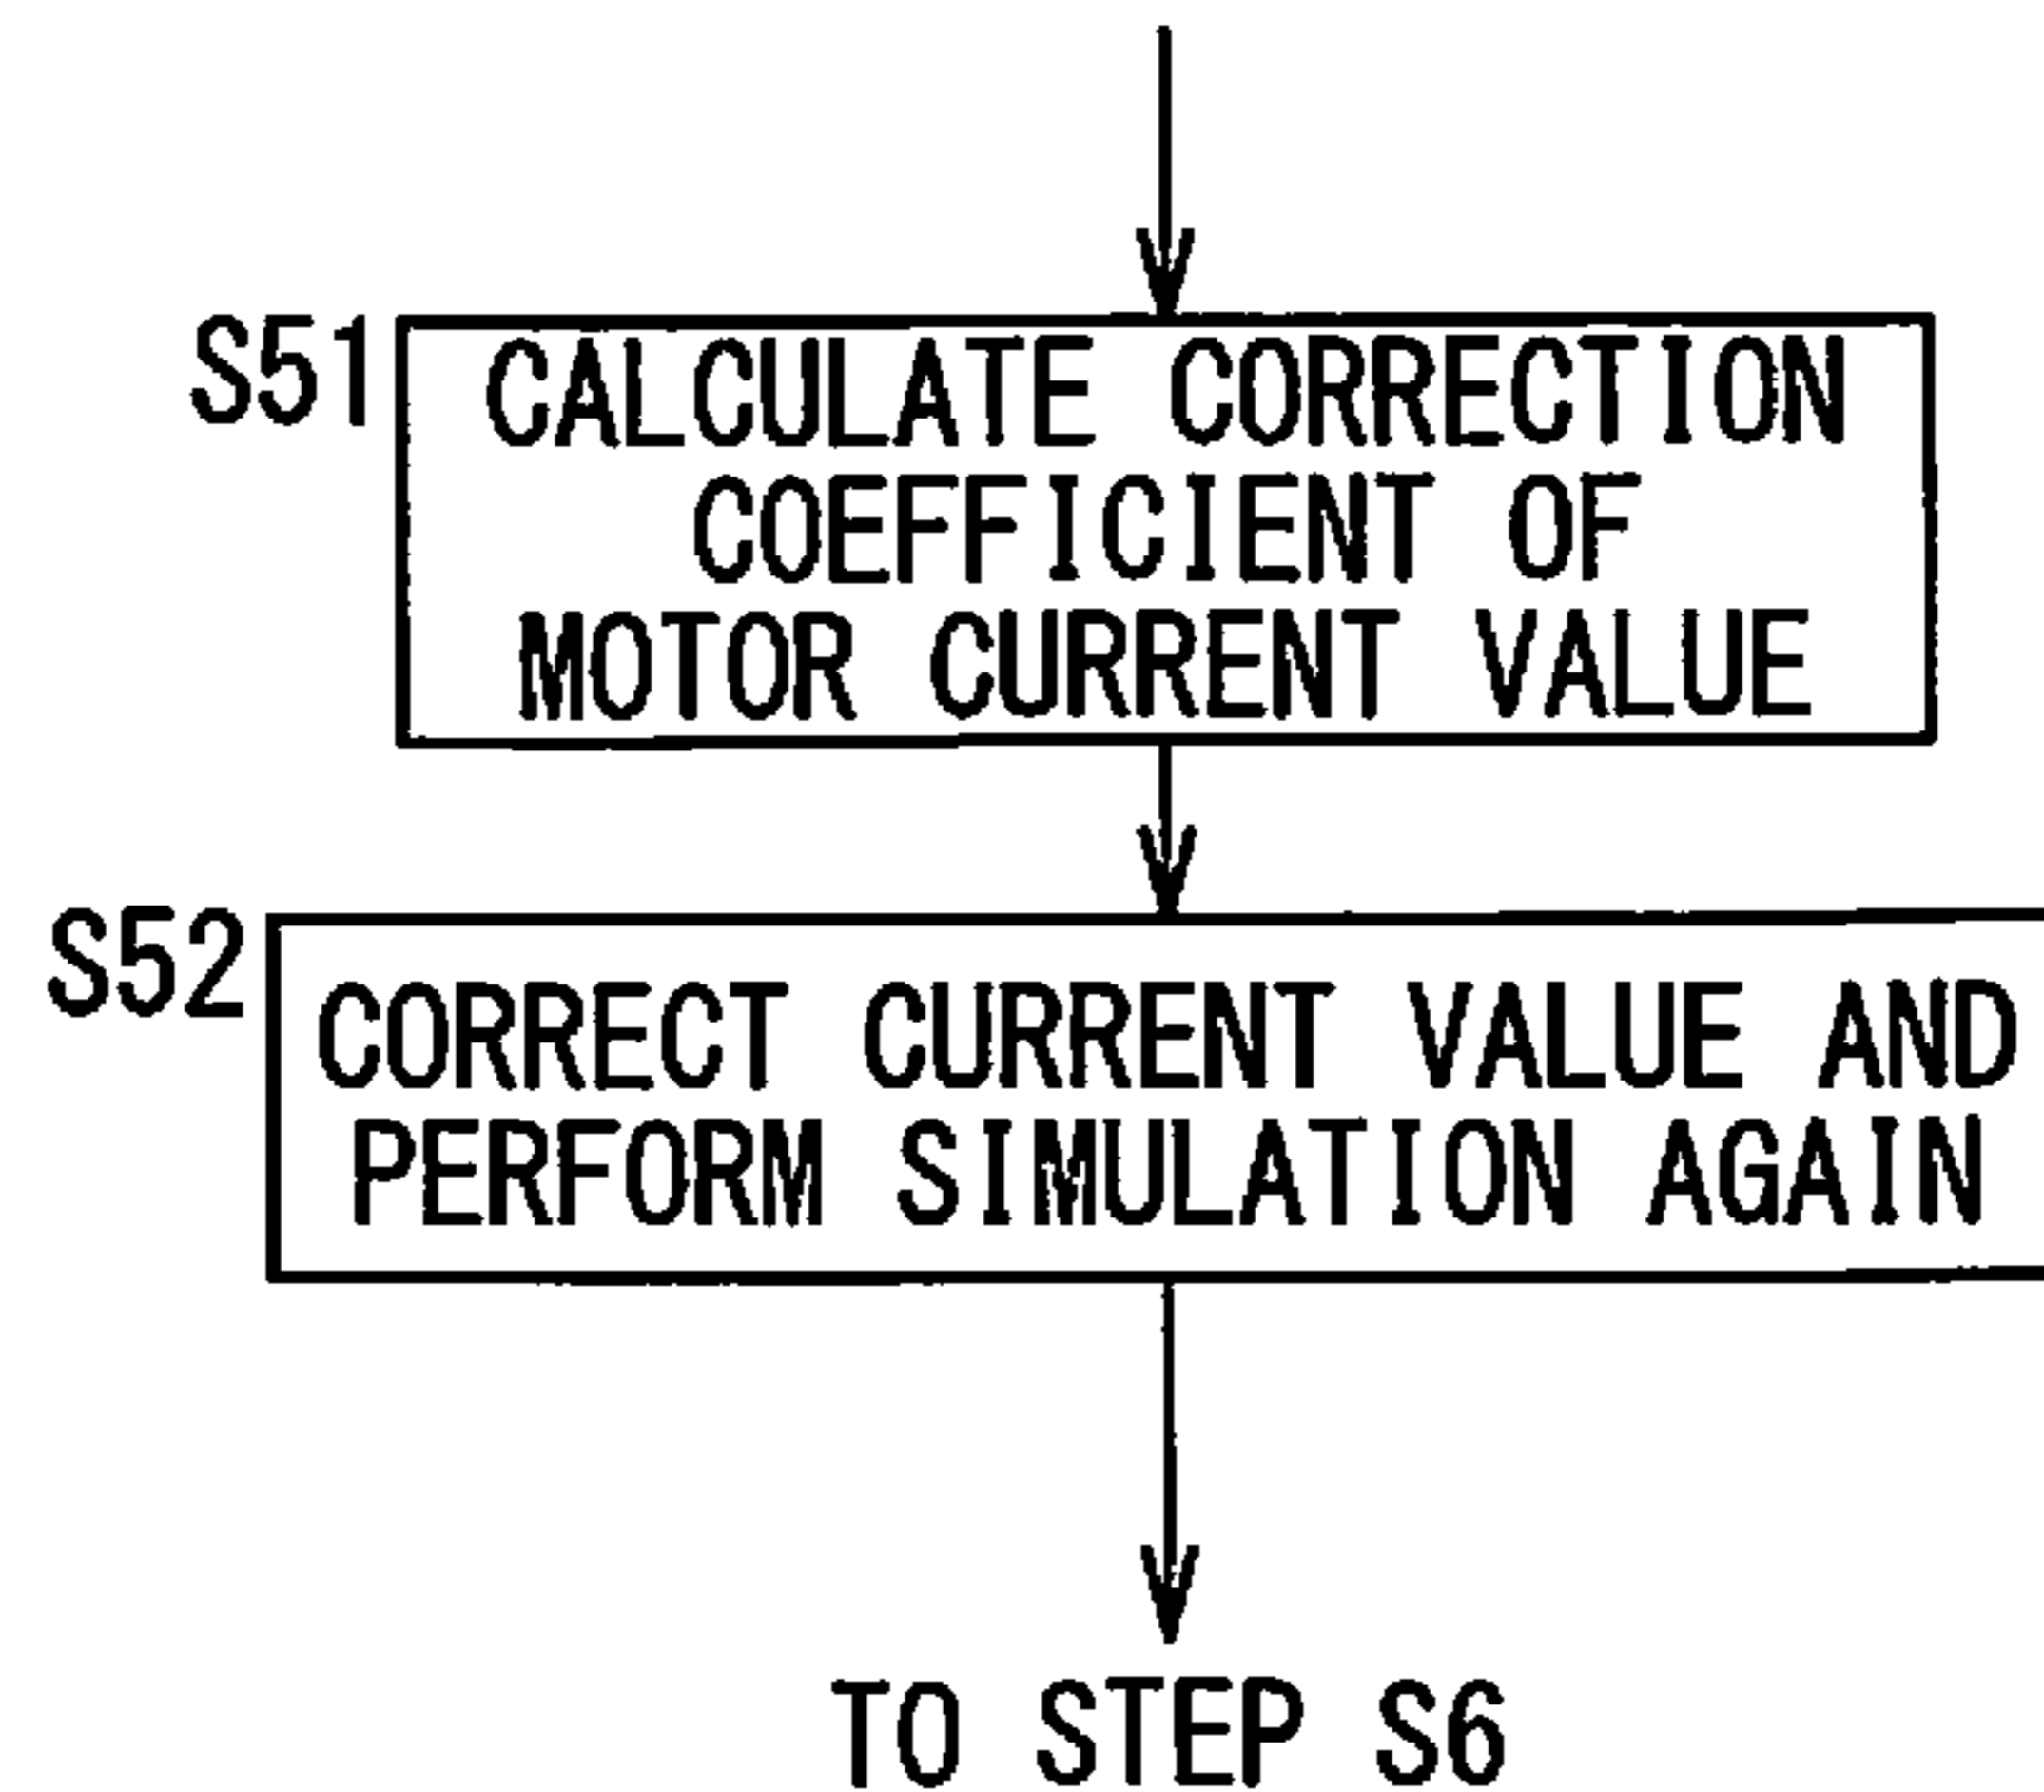 S51
CALCULATE CORRECTION
COEFFICIENT OF
MOTOR CURRENT VALUE
S52
CORRECT CURRENT VALUE AND
PERFORM SIMULATION AGAIN
TO STEP S6